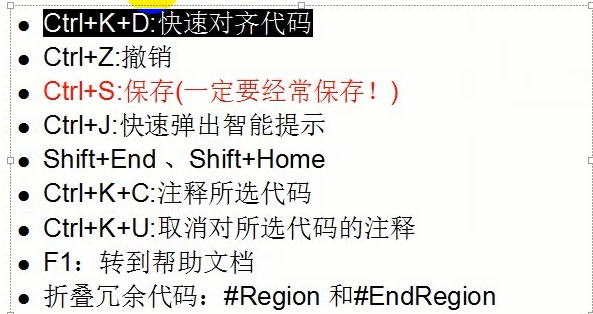 Ctrl+K+D:快速对齐代码
Ctrl+Z:撤销
Ctrl+S:保存(一定要经常保存！)
Ctrl+J:快速弹出智能提示
Shift+End 、Shift+Home
Ctrl+K+C:注释所选代码
Ctrl+K+U:取消对所选代码的注释
F1：转到帮助文档
折叠冗余代码：#Region 和#EndRegion